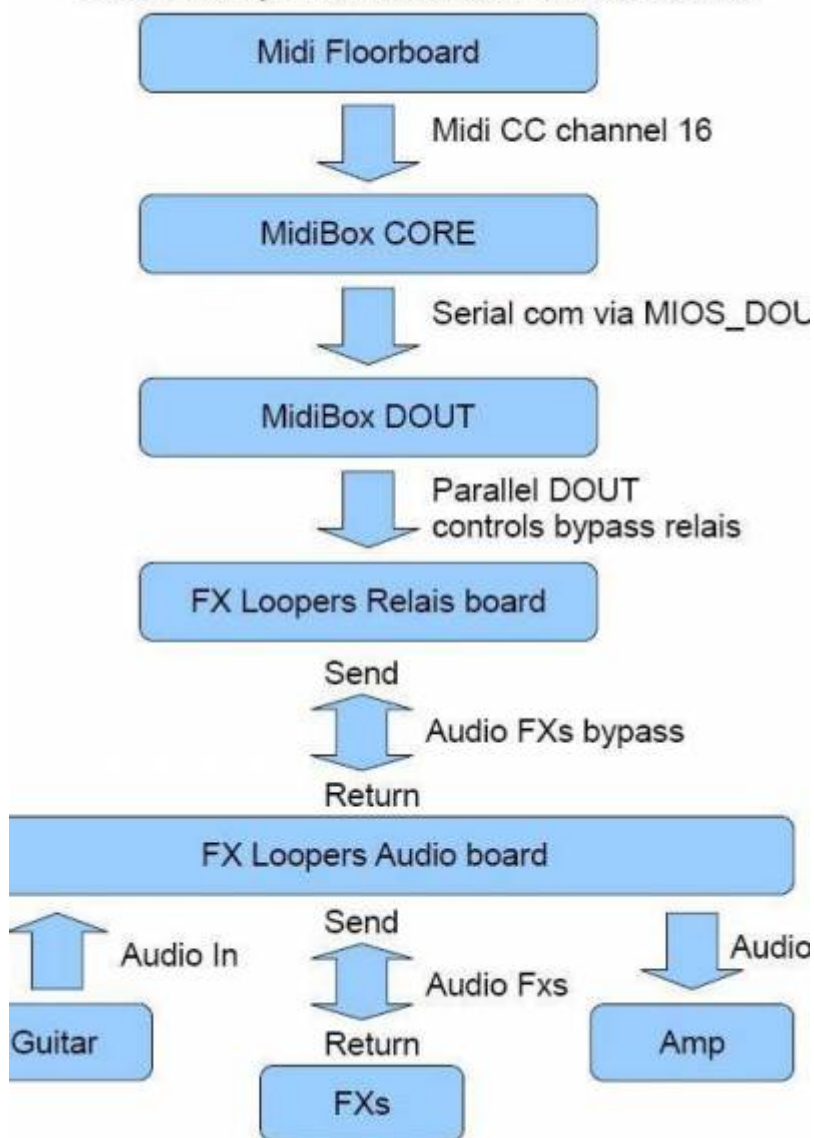 Midi Floorboard
Midi CC channel 16
MidiBox CORE
Serial com via MIOS_DOU
MidiBox DOUT
Parallel DOUT
controls bypass relais
FX Loopers Relais board
Send
Audio FXs bypass
Return
FX Loopers Audio board
Send
Audio In
Audio
Audio Fxs
Guitar
Return
Amp
FXs